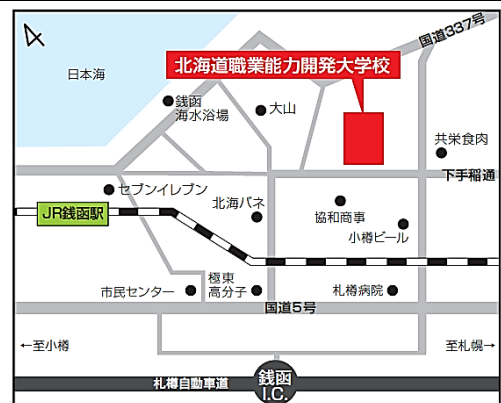 国道337号
日本海
北海道職業能力開発大学校
銭函
海水浴場
大山
共栄食肉
下手稲通
セブンイレブン
北海バネ
協和商事
JR銭函駅
小樽ビール
市民センター
極東
高分子
札樽病院
国道5号
←至小樽
至札幌→
札樽自動車道
銭函
I.C.